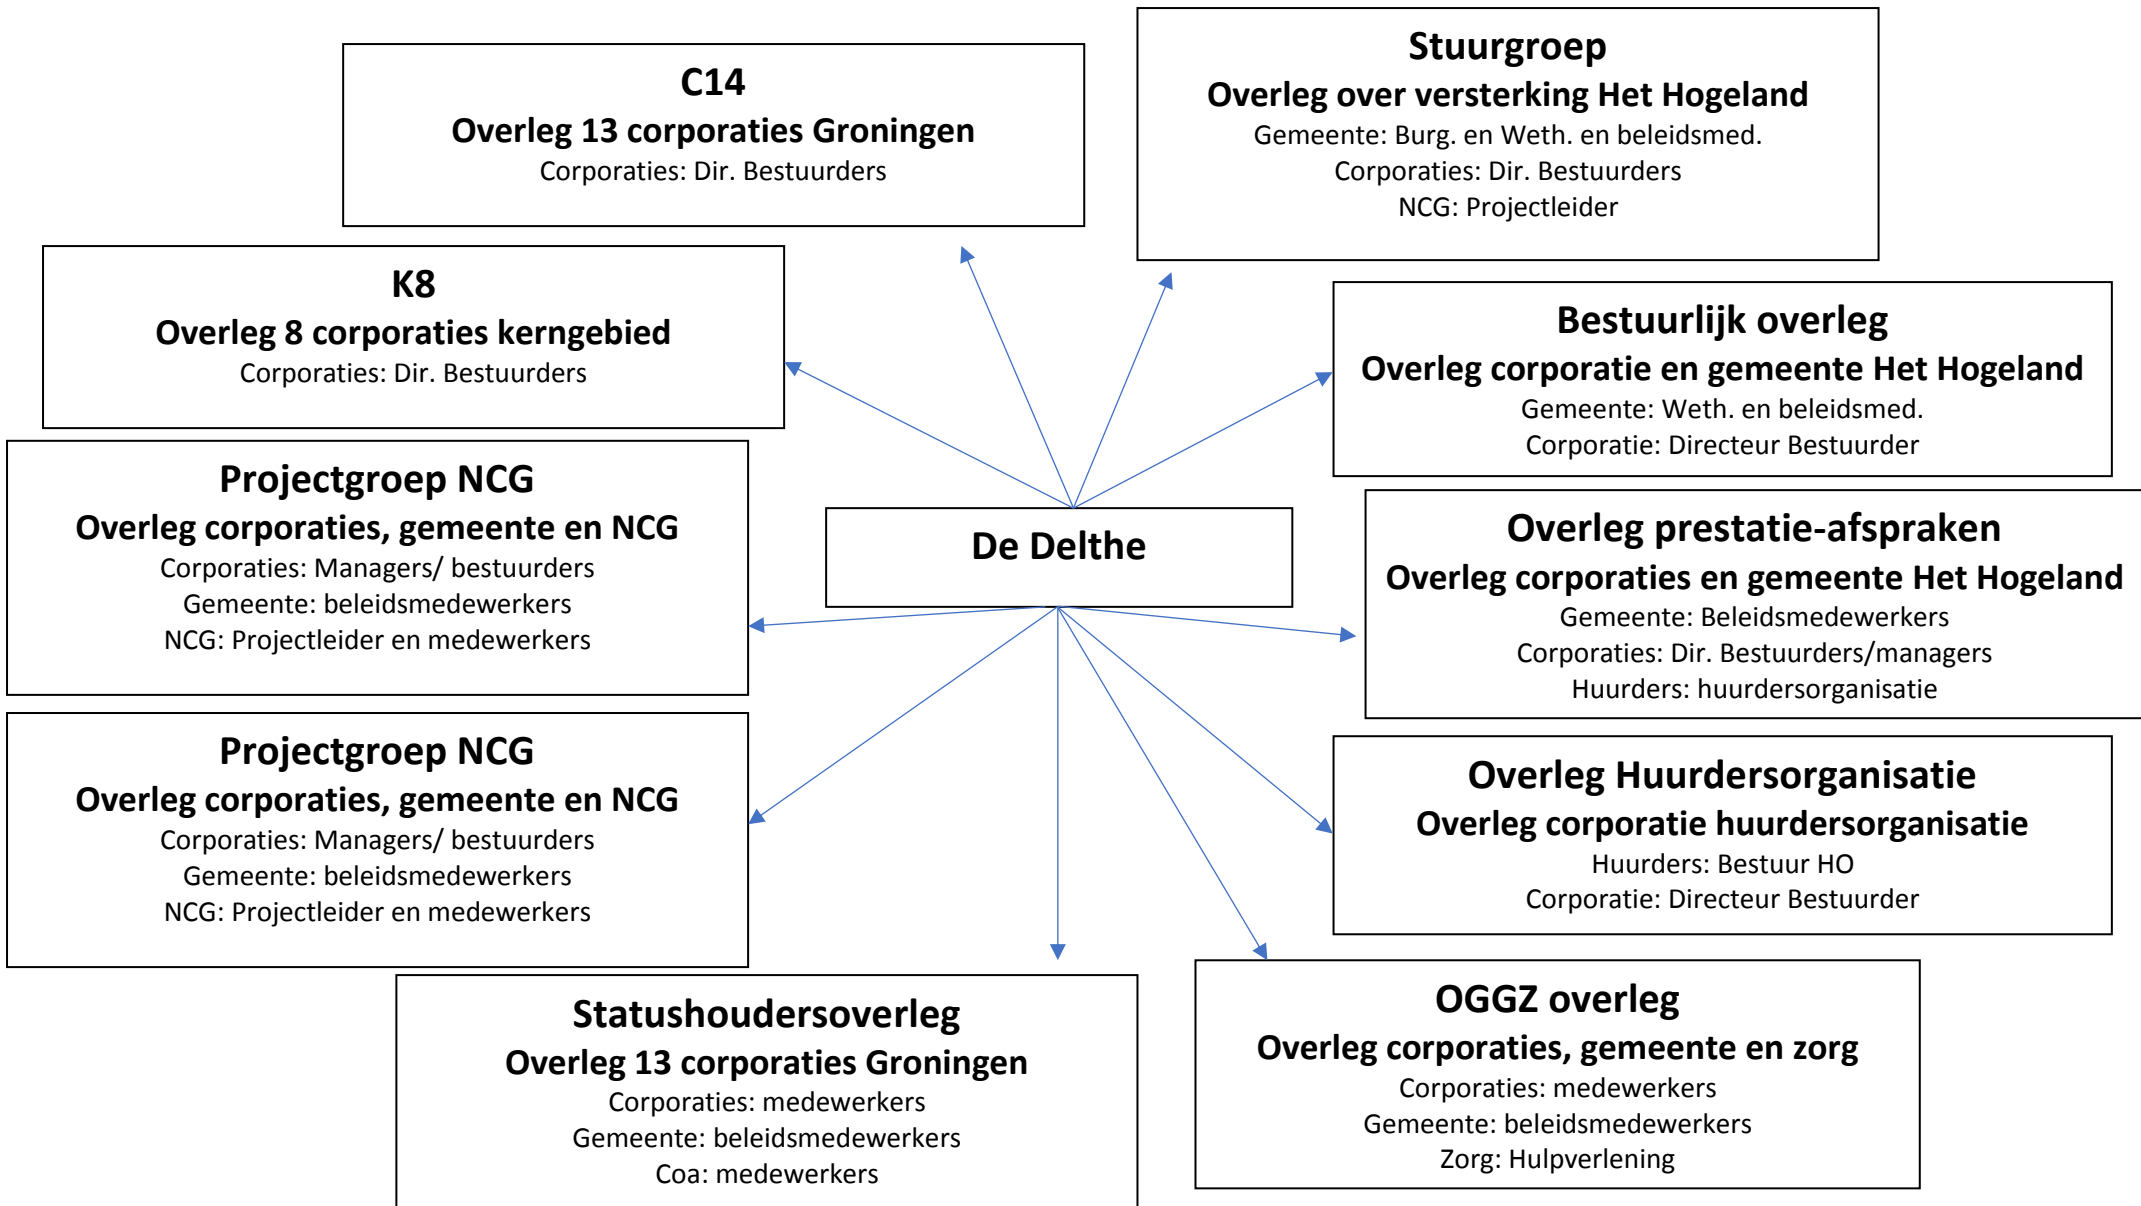 C14
Overleg 13 corporaties Groningen
Corporaties: Dir. Bestuurders
Stuurgroep
Overleg over versterking Het Hogeland
Gemeente: Burg. en Weth. en beleidsmed.
Corporaties: Dir. Bestuurders
NCG: Projectleider
K8
Overleg 8 corporaties kerngebied
Corporaties: Dir. Bestuurders
Bestuurlijk overleg
Overleg corporatie en gemeente Het Hogeland
Gemeente: Weth. en beleidsmed.
Corporatie: Directeur Bestuurder
Projectgroep NCG
Overleg corporaties, gemeente en NCG
Corporaties: Managers/ bestuurders
Gemeente: beleidsmedewerkers
NCG: Projectleider en medewerkers
De Delthe
Overleg prestatie-afspraken
Overleg corporaties en gemeente Het Hogeland
Gemeente: Beleidsmedewerkers
Corporaties: Dir. Bestuurders/managers
Huurders: huurdersorganisatie
Projectgroep NCG
Overleg corporaties, gemeente en NCG
Corporaties: Managers/ bestuurders
Gemeente: beleidsmedewerkers
NCG: Projectleider en medewerkers
Overleg Huurdersorganisatie
Overleg corporatie huurdersorganisatie
Huurders: Bestuur HO
Corporatie: Directeur Bestuurder
Statushoudersoverleg
Overleg 13 corporaties Groningen
Corporaties: medewerkers
Gemeente: beleidsmedewerkers
Coa: medewerkers
OGGZ overleg
Overleg corporaties, gemeente en zorg
Corporaties: medewerkers
Gemeente: beleidsmedewerkers
Zorg: Hulpverlening